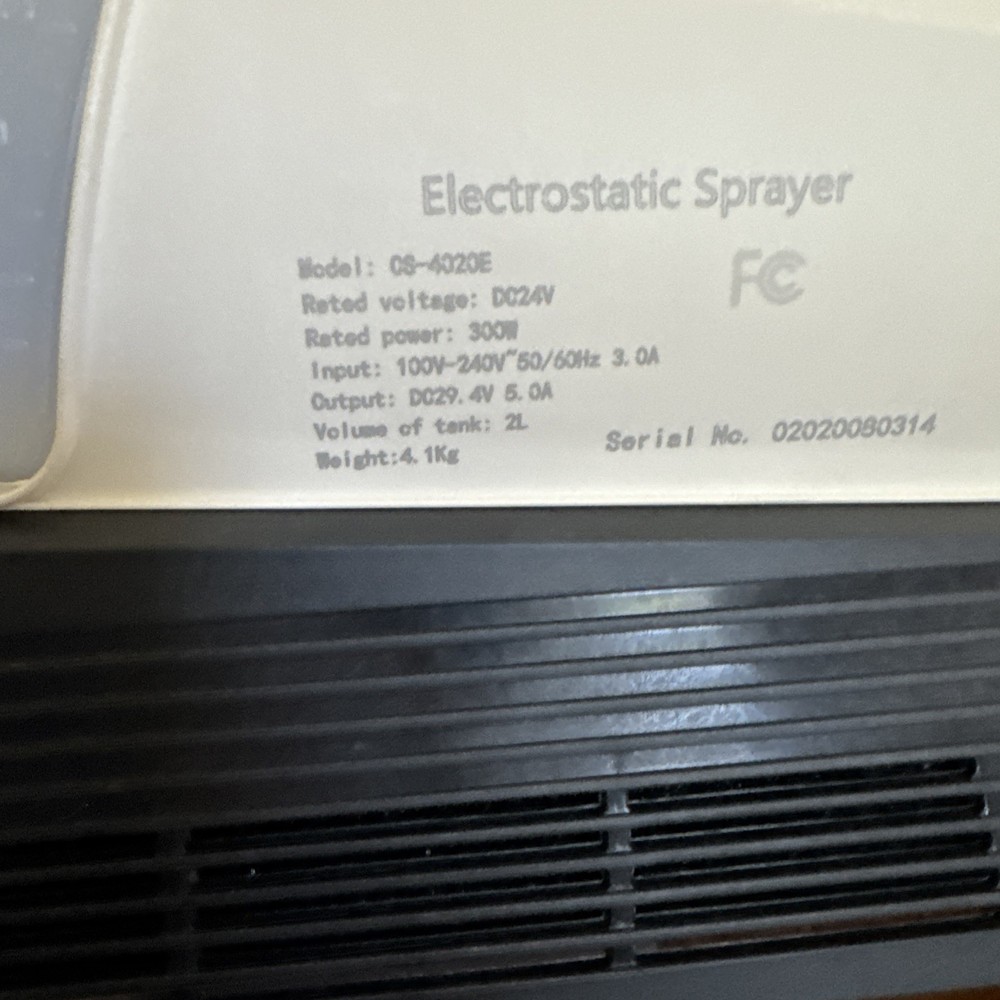 Electrostatic Sprayer
Model: OS-4020E
FC
Rated voltage: DC24V
Rated power: 300W
Input: 100V-240V~50/60Hz 3.0A
Output: DC29.4V 5.0A
Volume of tank: 2L
Serial No. 02020080314
Weight:4.1Kg